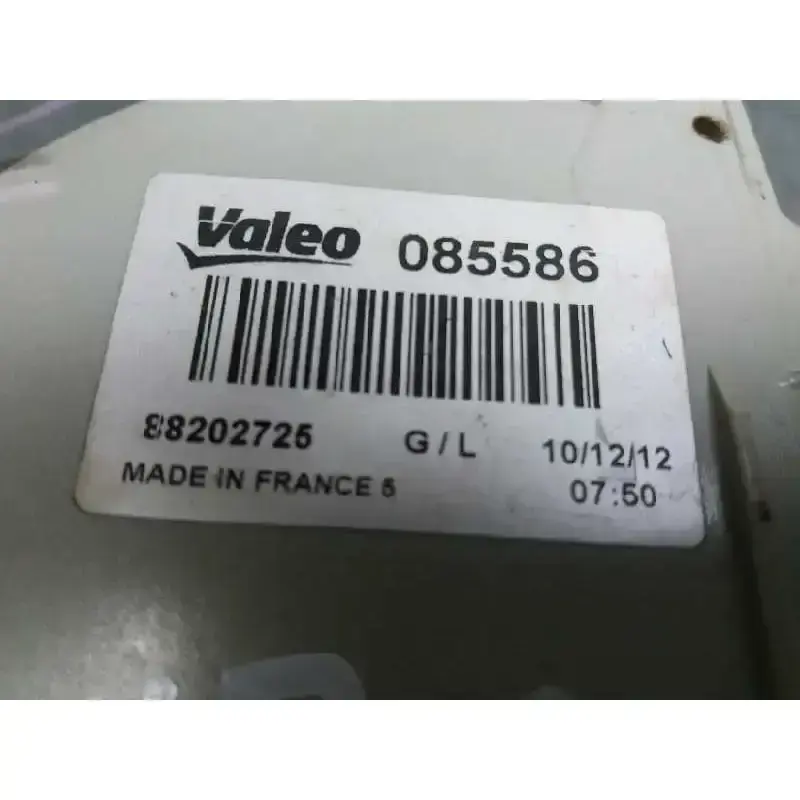 Valeo 085586
88202725 G / L 10/12/12
MADE IN FRANCE 5 07:50